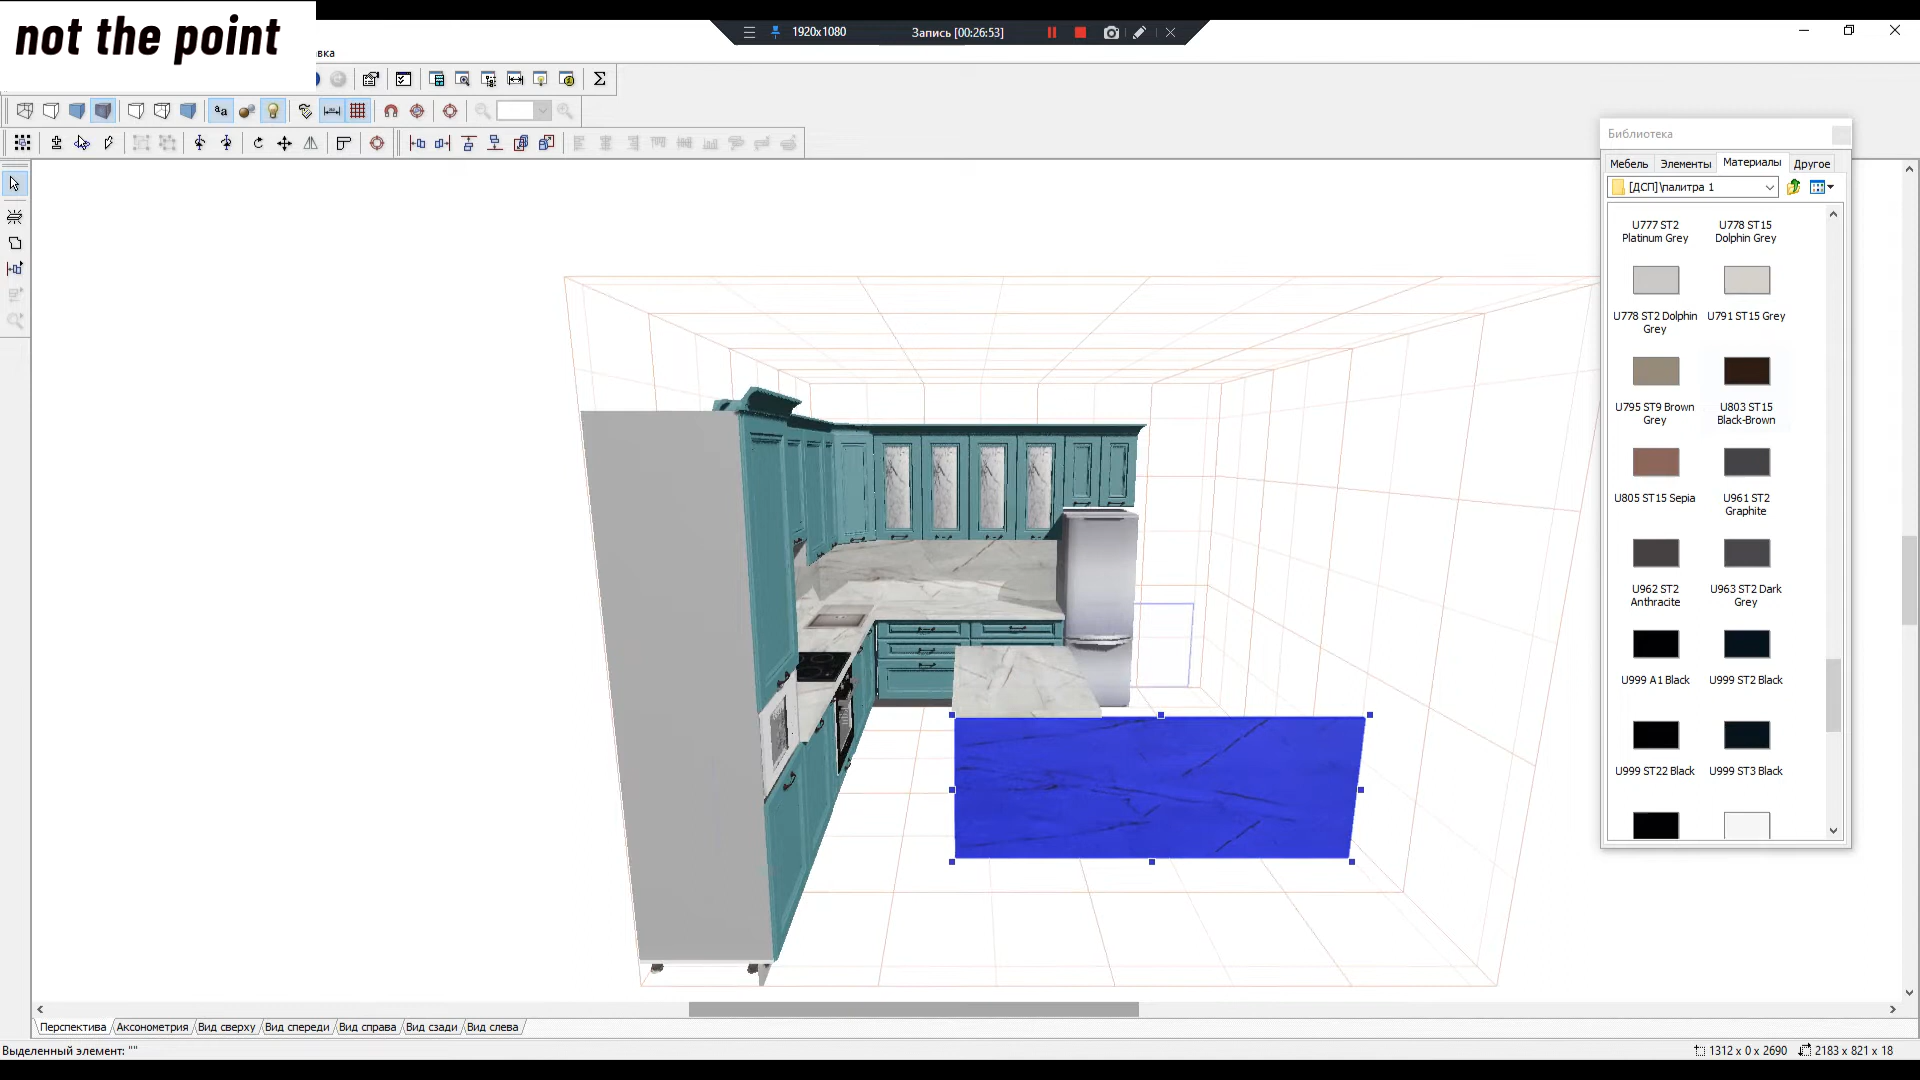 not the point
1920x1080
Запись [00:26:53]
вка
Библиотека
Мебель
Элементы
Материалы
Другое
[ДСП]\палитра 1
U777 ST2 Platinum Grey
U778 ST15 Dolphin Grey
U778 ST2 Dolphin Grey
U791 ST15 Grey
U795 ST9 Brown Grey
U803 ST15 Black-Brown
U805 ST15 Sepia
U961 ST2 Graphite
U962 ST2 Anthracite
U963 ST2 Dark Grey
U999 A1 Black
U999 ST2 Black
U999 ST22 Black
U999 ST3 Black
Перспектива
Аксонометрия
Вид сверху
Вид спереди
Вид справа
Вид сзади
Вид слева
Выделенный элемент: ""
1312 x 0 x 2690
2183 x 821 x 18